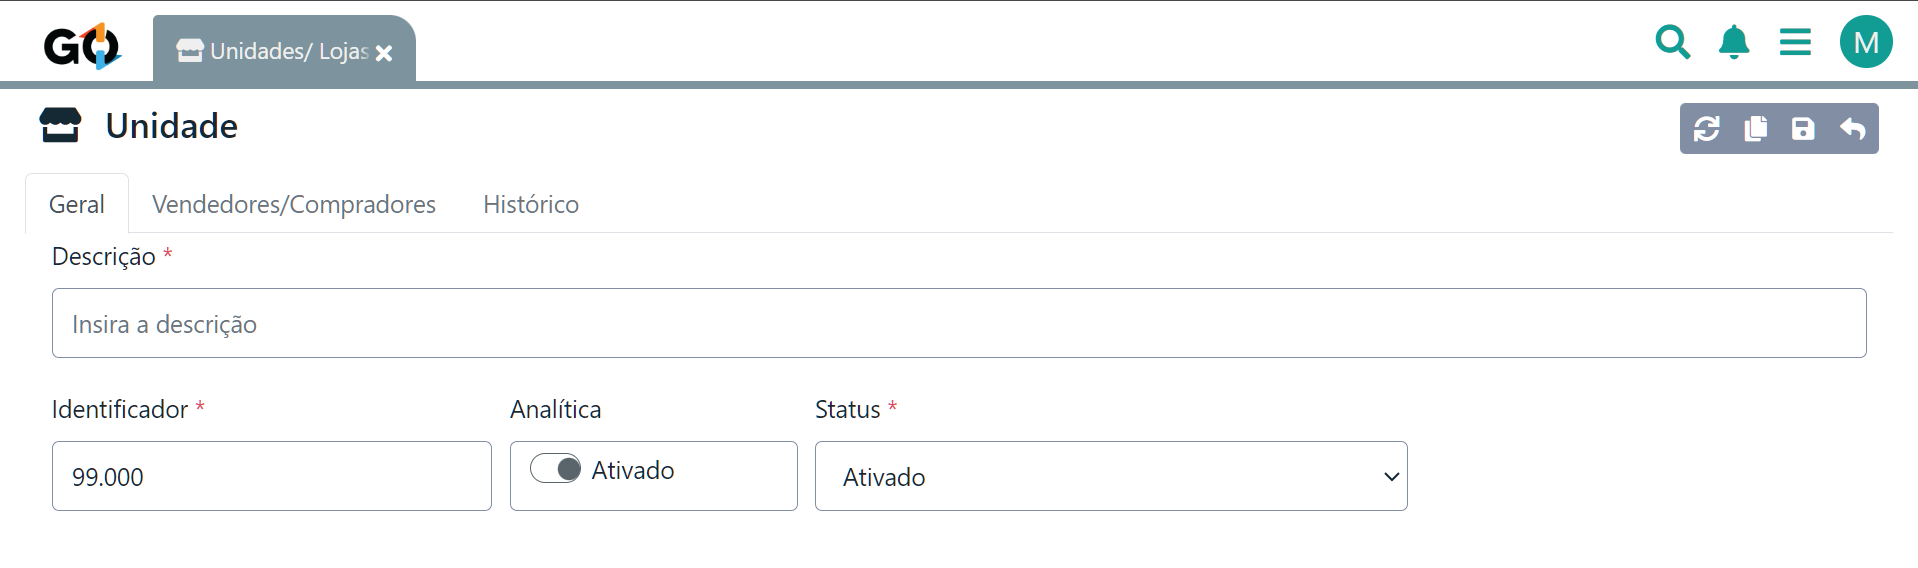 GO
Unidades/ Lojas
M
Unidade
Geral
Vendedores/Compradores
Histórico
Descrição *
Insira a descrição
Identificador *
Analítica
Status *
99.000
Ativado
Ativado